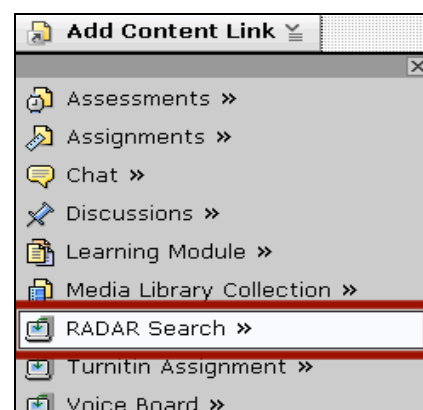 Add Content Link
Assessments »
Assignments »
Chat »
Discussions »
Learning Module »
Media Library Collection »
RADAR Search »
Turnitin Assignment »
Voice Board »